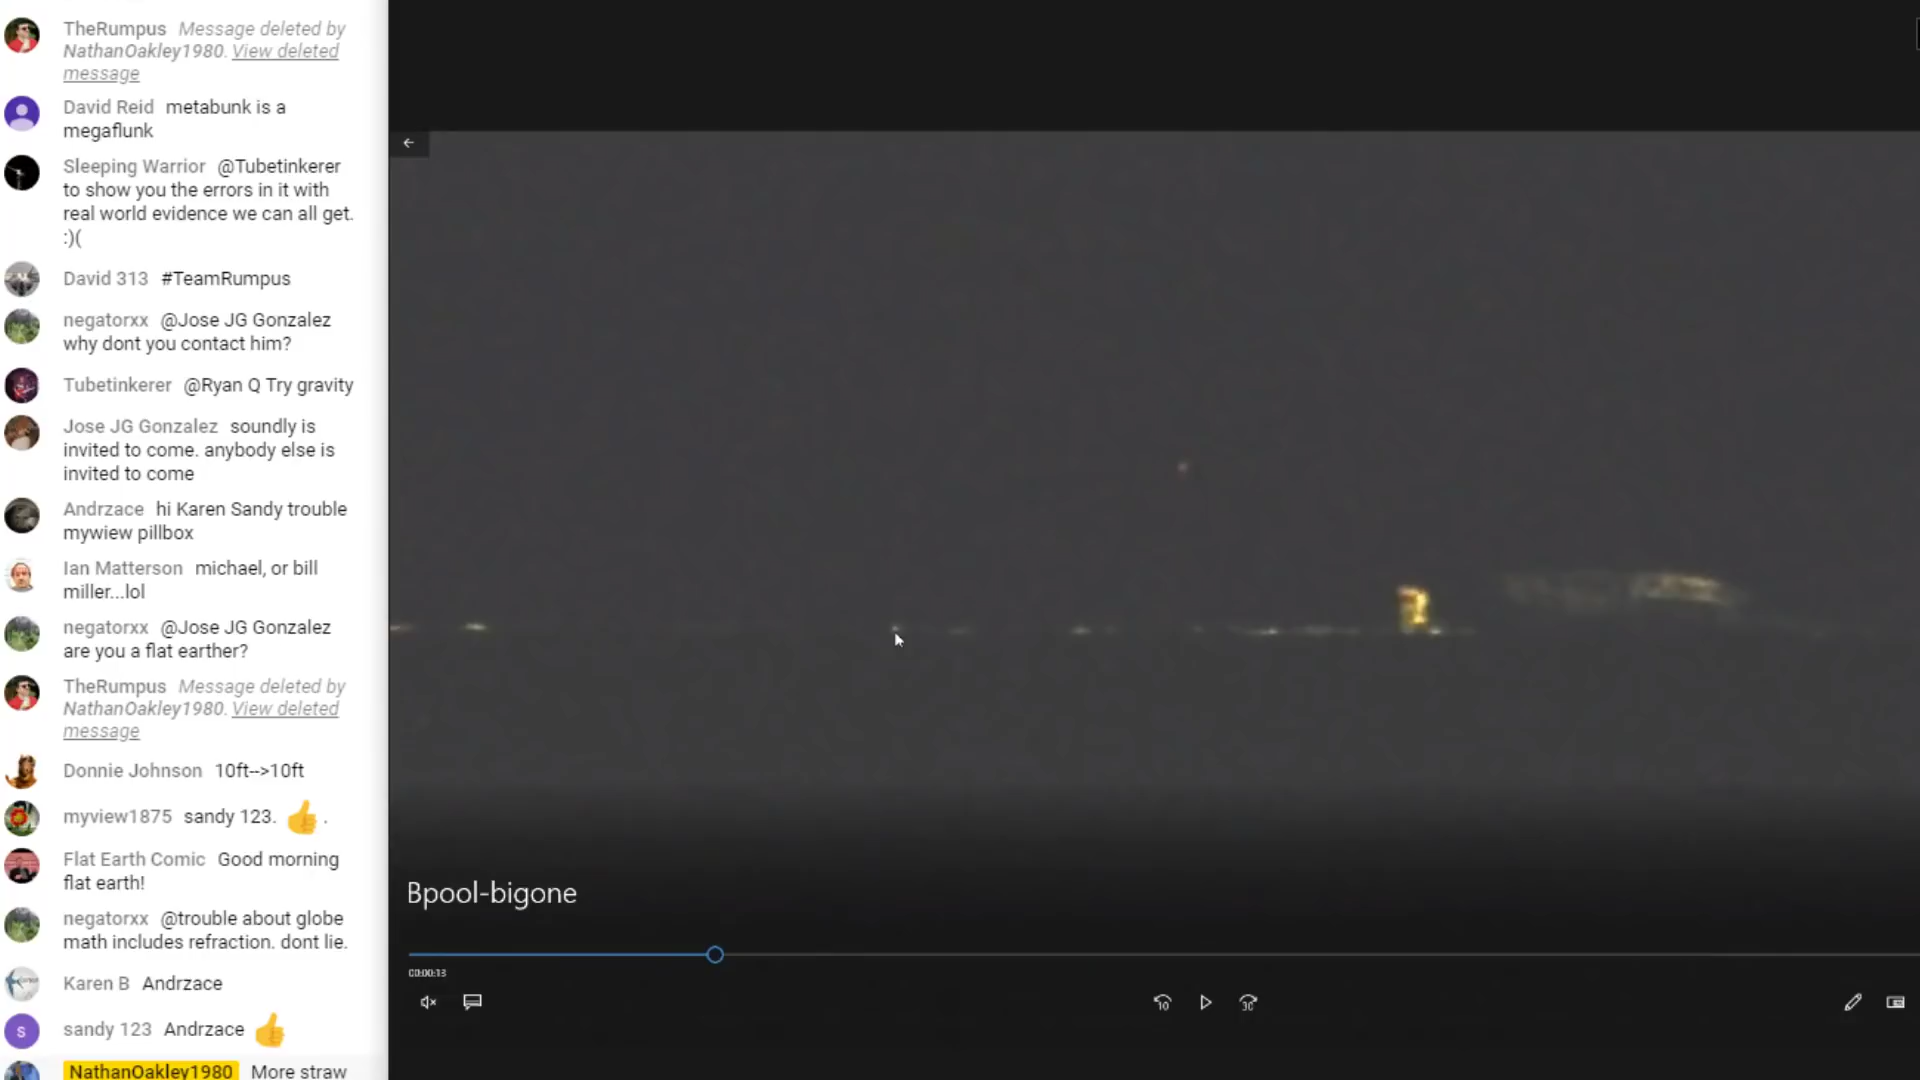 TheRumpus Message deleted by
NathanOakley1980. View deleted
message
David Reid metabunk is a
megaflunk
Sleeping Warrior @Tubetinkerer
to show you the errors in it with
real world evidence we can all get.
:)(
David 313 #TeamRumpus
negatorxx @Jose JG Gonzalez
why dont you contact him?
Tubetinkerer @Ryan Q Try gravity
Jose JG Gonzalez soundly is
invited to come. anybody else is
invited to come
Andrzace hi Karen Sandy trouble
mywiew pillbox
Ian Matterson michael, or bill
miller...lol
negatorxx @Jose JG Gonzalez
are you a flat earther?
TheRumpus Message deleted by
NathanOakley1980. View deleted
message
Donnie Johnson 10ft-->10ft
myview1875 sandy 123. 👍 .
Flat Earth Comic Good morning
flat earth!
negatorxx @trouble about globe
math includes refraction. dont lie.
Karen B Andrzace
s
sandy 123 Andrzace 👍
NathanOakley1980 More straw
Bpool-bigone
00:00:13
10
30